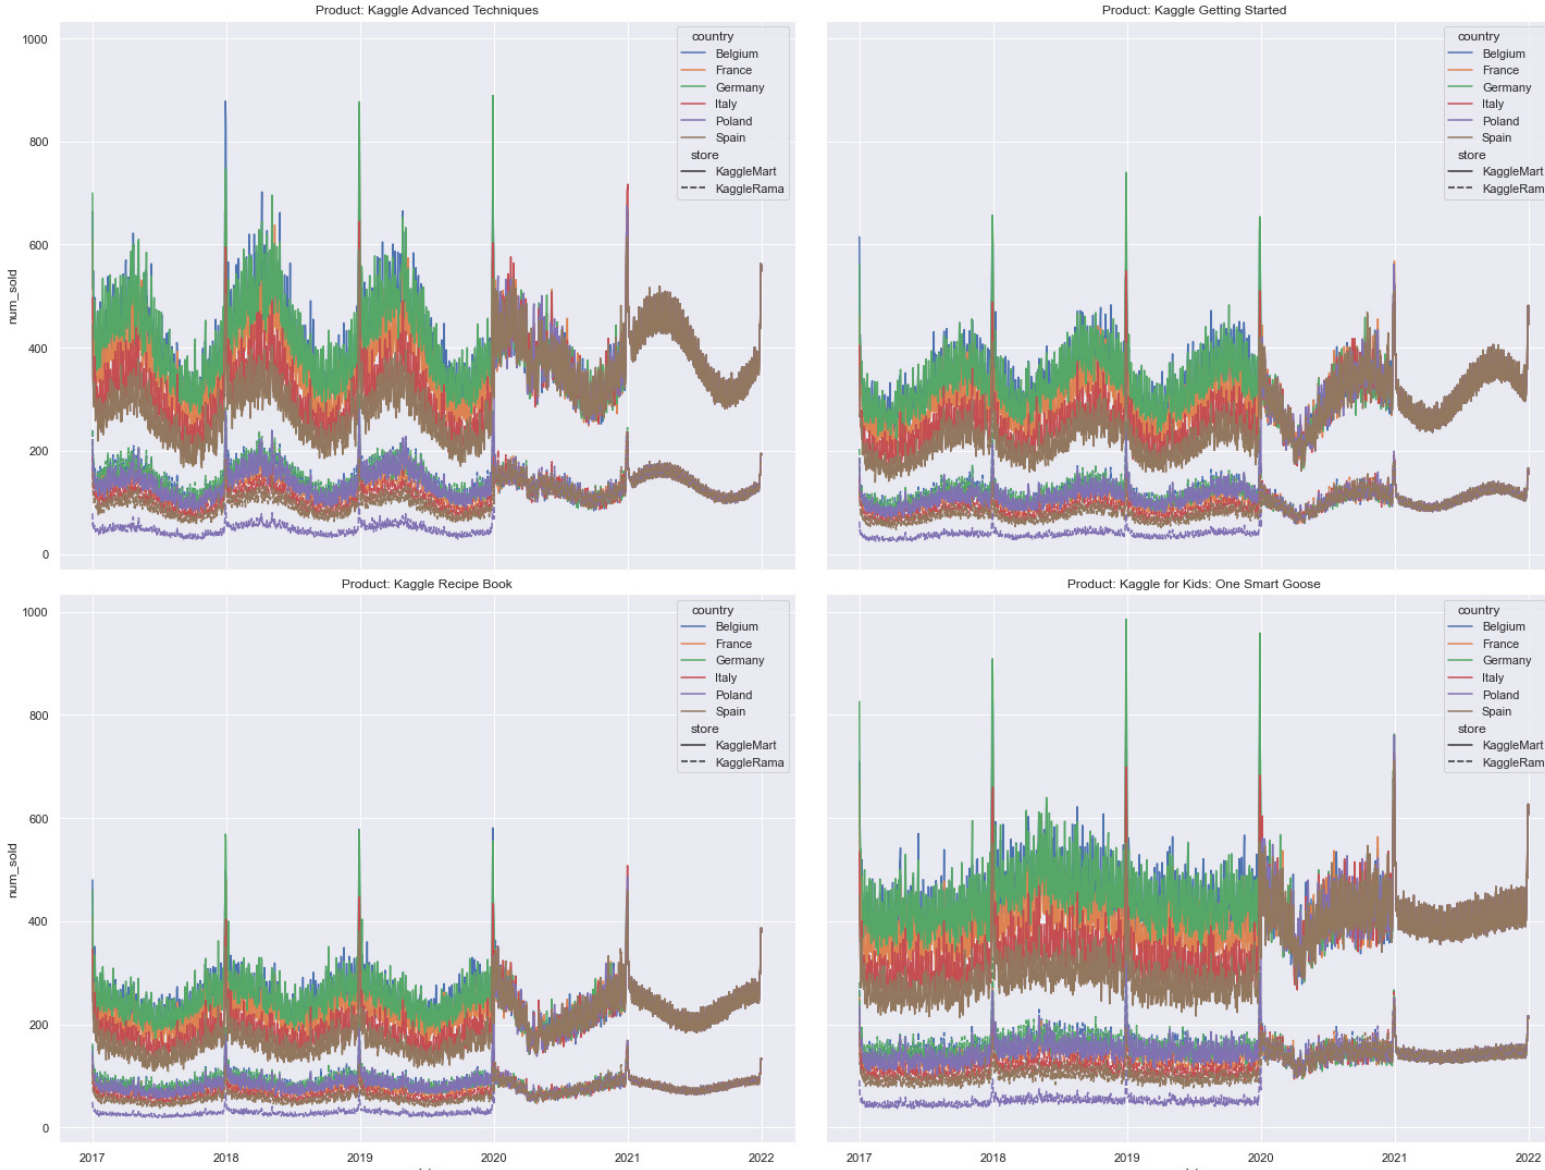 Product: Kaggle Advanced Techniques
num_sold
1000
800
600
400
200
0
country
Belgium
France
Germany
Italy
Poland
Spain
store
KaggleMart
KaggleRama
Product: Kaggle Getting Started
country
Belgium
France
Germany
Italy
Poland
Spain
store
KaggleMart
KaggleRam
Product: Kaggle Recipe Book
num_sold
1000
800
600
400
200
0
country
Belgium
France
Germany
Italy
Poland
Spain
store
KaggleMart
KaggleRama
2017 2018 2019 2020 2021 2022
Product: Kaggle for Kids: One Smart Goose
country
Belgium
France
Germany
Italy
Poland
Spain
store
KaggleMart
KaggleRam
2017 2018 2019 2020 2021 2022